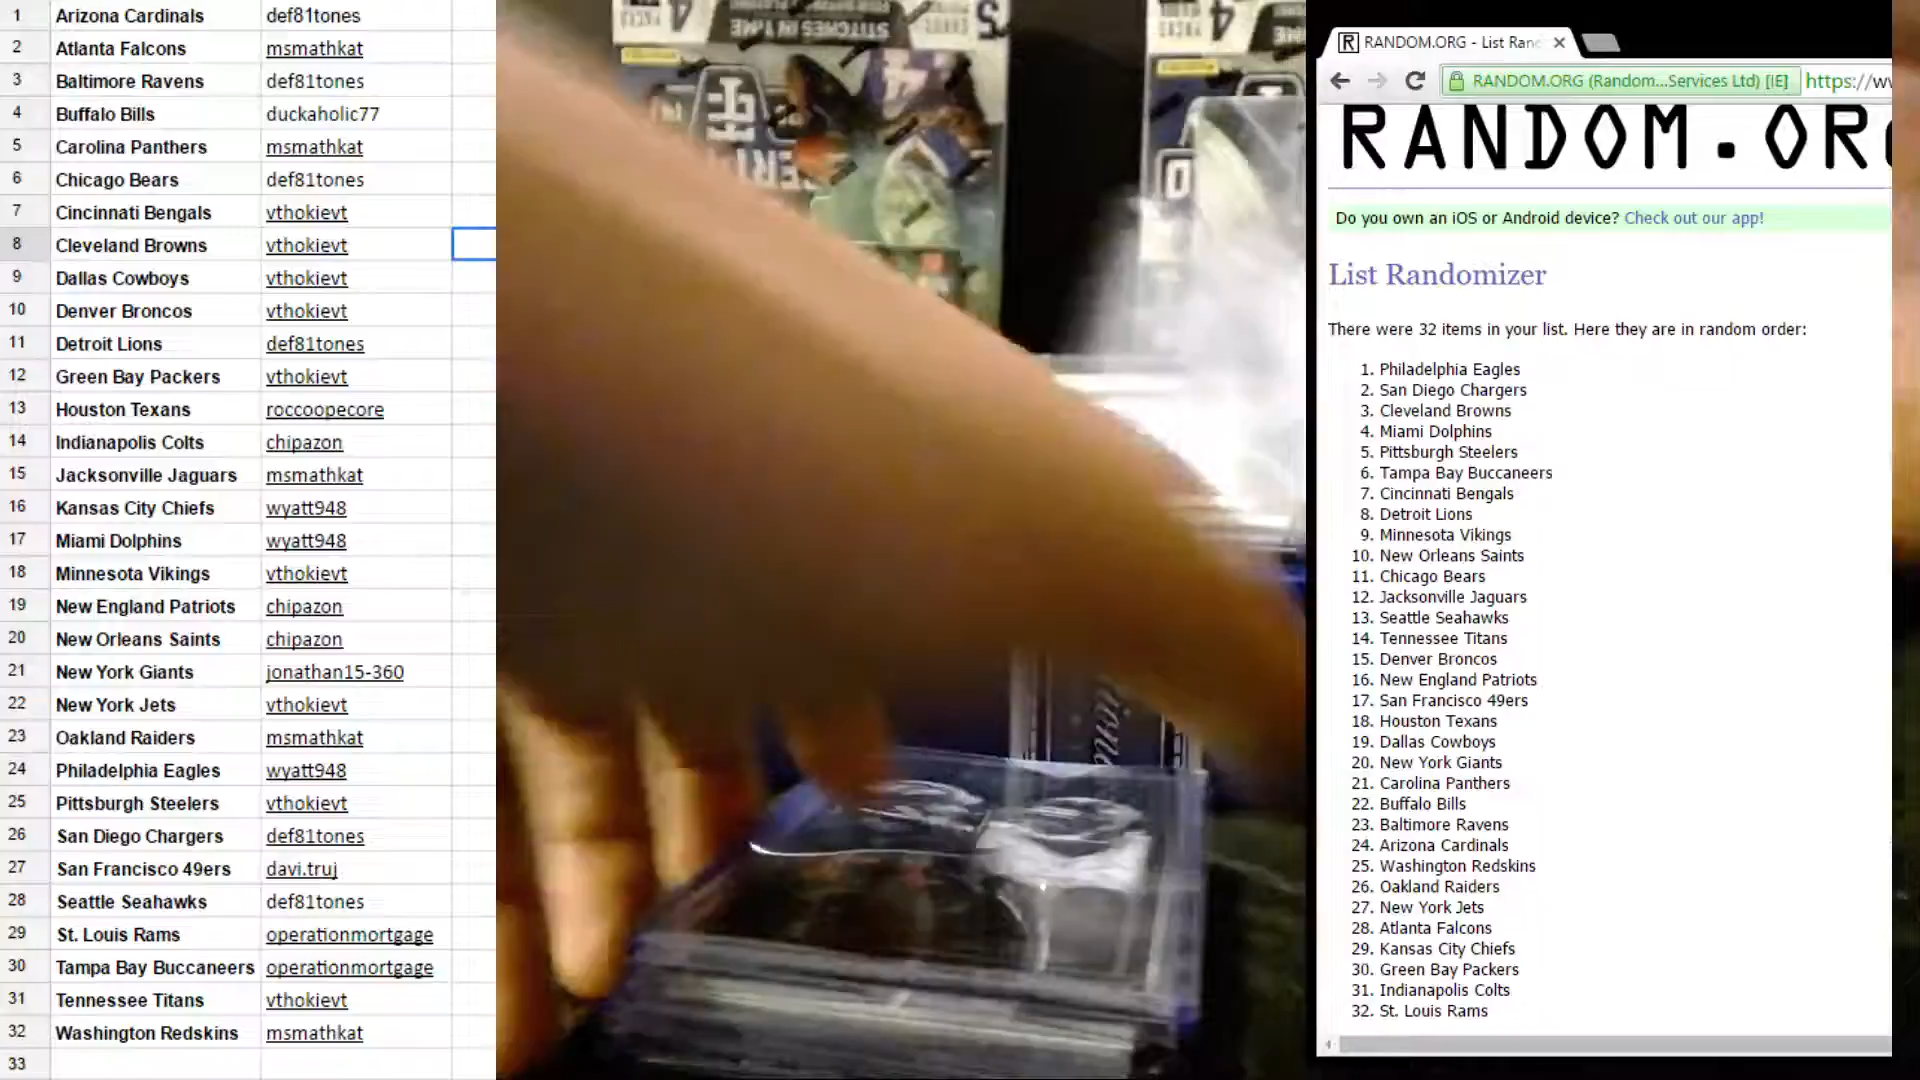 1 Arizona Cardinals def81tones
2 Atlanta Falcons msmathkat
3 Baltimore Ravens def81tones
4 Buffalo Bills duckaholic77
5 Carolina Panthers msmathkat
6 Chicago Bears def81tones
7 Cincinnati Bengals vthokievt
8 Cleveland Browns vthokievt
9 Dallas Cowboys vthokievt
10 Denver Broncos vthokievt
11 Detroit Lions def81tones
12 Green Bay Packers vthokievt
13 Houston Texans roccoopecore
14 Indianapolis Colts chipazon
15 Jacksonville Jaguars msmathkat
16 Kansas City Chiefs wyatt948
17 Miami Dolphins wyatt948
18 Minnesota Vikings vthokievt
19 New England Patriots chipazon
20 New Orleans Saints chipazon
21 New York Giants jonathan15-360
22 New York Jets vthokievt
23 Oakland Raiders msmathkat
24 Philadelphia Eagles wyatt948
25 Pittsburgh Steelers vthokievt
26 San Diego Chargers def81tones
27 San Francisco 49ers davi.truj
28 Seattle Seahawks def81tones
29 St. Louis Rams operationmortgage
30 Tampa Bay Buccaneers operationmortgage
31 Tennessee Titans vthokievt
32 Washington Redskins msmathkat
33
4
STITCHES IN TIME
4
RANDOM.ORG - List Ran
RANDOM.ORG (Random...Services Ltd) [IE] https://w
RANDOM.OR
Do you own an iOS or Android device? Check out our app!
List Randomizer
There were 32 items in your list. Here they are in random order:
1. Philadelphia Eagles
2. San Diego Chargers
3. Cleveland Browns
4. Miami Dolphins
5. Pittsburgh Steelers
6. Tampa Bay Buccaneers
7. Cincinnati Bengals
8. Detroit Lions
9. Minnesota Vikings
10. New Orleans Saints
11. Chicago Bears
12. Jacksonville Jaguars
13. Seattle Seahawks
14. Tennessee Titans
15. Denver Broncos
16. New England Patriots
17. San Francisco 49ers
18. Houston Texans
19. Dallas Cowboys
20. New York Giants
21. Carolina Panthers
22. Buffalo Bills
23. Baltimore Ravens
24. Arizona Cardinals
25. Washington Redskins
26. Oakland Raiders
27. New York Jets
28. Atlanta Falcons
29. Kansas City Chiefs
30. Green Bay Packers
31. Indianapolis Colts
32. St. Louis Rams